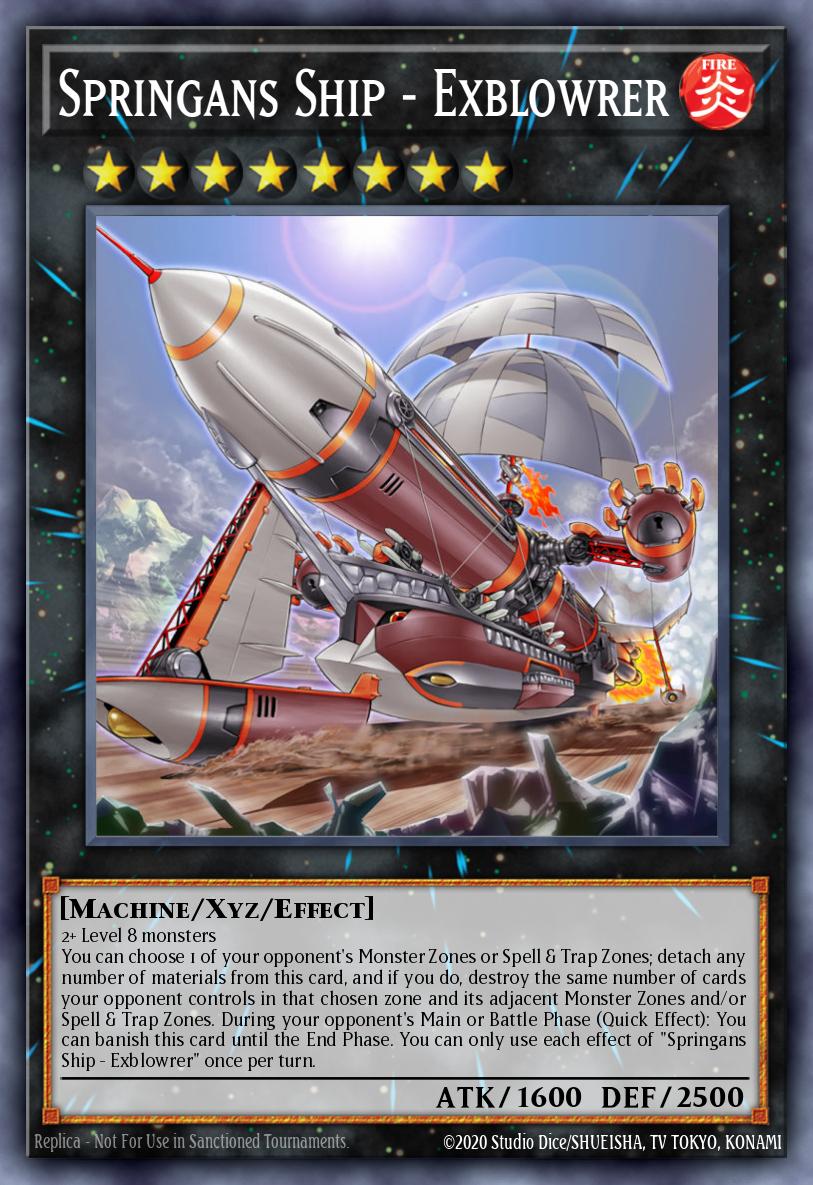 Springans Ship - Exblowrer
FIRE
炎
[Machine/Xyz/Effect]
2+ Level 8 monsters
You can choose 1 of your opponent's Monster Zones or Spell & Trap Zones; detach any
number of materials from this card, and if you do, destroy the same number of cards
your opponent controls in that chosen zone and its adjacent Monster Zones and/or
Spell & Trap Zones. During your opponent's Main or Battle Phase (Quick Effect): You
can banish this card until the End Phase. You can only use each effect of "Springans
Ship - Exblowrer" once per turn.
ATK/1600 DEF/2500
Replica - Not For Use in Sanctioned Tournaments.
©2020 Studio Dice/SHUEISHA, TV TOKYO, KONAMI